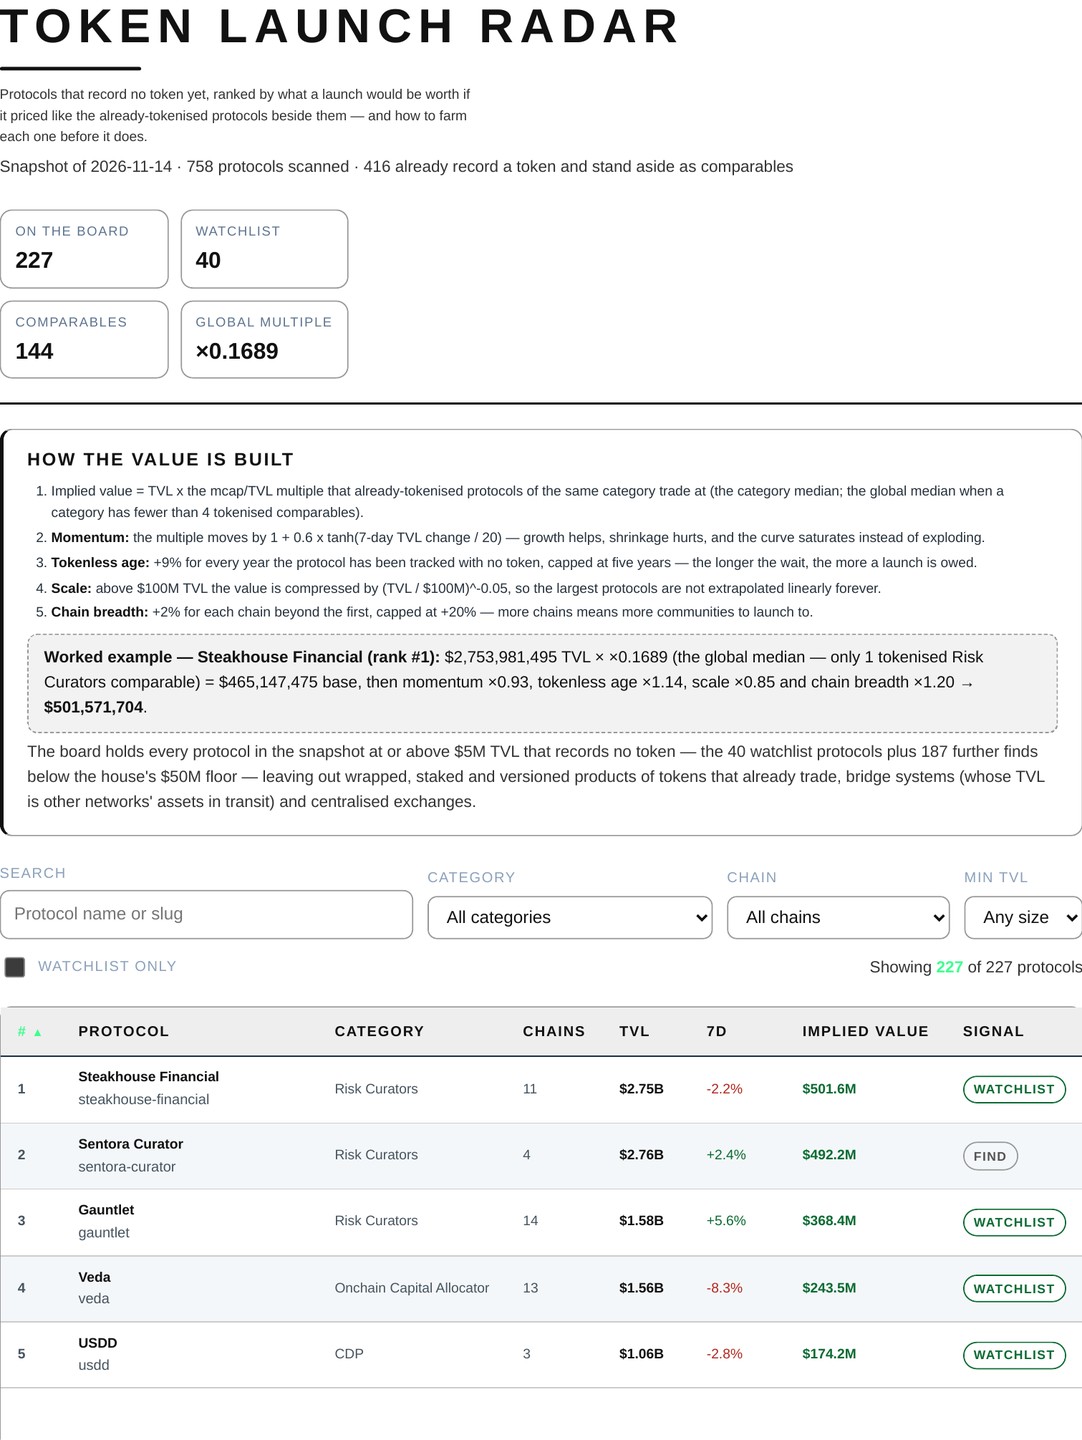 TOKEN LAUNCH RADAR
Protocols that record no token yet, ranked by what a launch would be worth if
it priced like the already-tokenised protocols beside them — and how to farm
each one before it does.
Snapshot of 2026-11-14 · 758 protocols scanned · 416 already record a token and stand aside as comparables
ON THE BOARD
227
WATCHLIST
40
COMPARABLES
144
GLOBAL MULTIPLE
×0.1689
HOW THE VALUE IS BUILT
1. Implied value = TVL x the mcap/TVL multiple that already-tokenised protocols of the same category trade at (the category median; the global median when a
category has fewer than 4 tokenised comparables).
2. Momentum: the multiple moves by 1 + 0.6 x tanh(7-day TVL change / 20) — growth helps, shrinkage hurts, and the curve saturates instead of exploding.
3. Tokenless age: +9% for every year the protocol has been tracked with no token, capped at five years — the longer the wait, the more a launch is owed.
4. Scale: above $100M TVL the value is compressed by (TVL / $100M)^-0.05, so the largest protocols are not extrapolated linearly forever.
5. Chain breadth: +2% for each chain beyond the first, capped at +20% — more chains means more communities to launch to.
Worked example — Steakhouse Financial (rank #1): $2,753,981,495 TVL × ×0.1689 (the global median — only 1 tokenised Risk
Curators comparable) = $465,147,475 base, then momentum ×0.93, tokenless age ×1.14, scale ×0.85 and chain breadth ×1.20 →
$501,571,704.
The board holds every protocol in the snapshot at or above $5M TVL that records no token — the 40 watchlist protocols plus 187 further finds
below the house's $50M floor — leaving out wrapped, staked and versioned products of tokens that already trade, bridge systems (whose TVL
is other networks' assets in transit) and centralised exchanges.
SEARCH
Protocol name or slug
CATEGORY
All categories
CHAIN
All chains
MIN TVL
Any size
WATCHLIST ONLY
Showing 227 of 227 protocols
# ▲ PROTOCOL CATEGORY CHAINS TVL 7D IMPLIED VALUE SIGNAL
1 Steakhouse Financial Risk Curators 11 $2.75B -2.2% $501.6M WATCHLIST
steakhouse-financial
2 Sentora Curator Risk Curators 4 $2.76B +2.4% $492.2M FIND
sentora-curator
3 Gauntlet Risk Curators 14 $1.58B +5.6% $368.4M WATCHLIST
gauntlet
4 Veda Onchain Capital Allocator 13 $1.56B -8.3% $243.5M WATCHLIST
veda
5 USDD CDP 3 $1.06B -2.8% $174.2M WATCHLIST
usdd